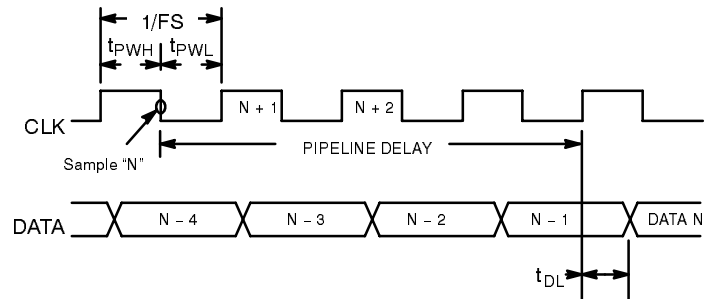 1/FS
tPWH tPWL
CLK
N + 1
N + 2
Sample “N”
PIPELINE DELAY
DATA
N – 4
N – 3
N – 2
N – 1
DATA N
tDL